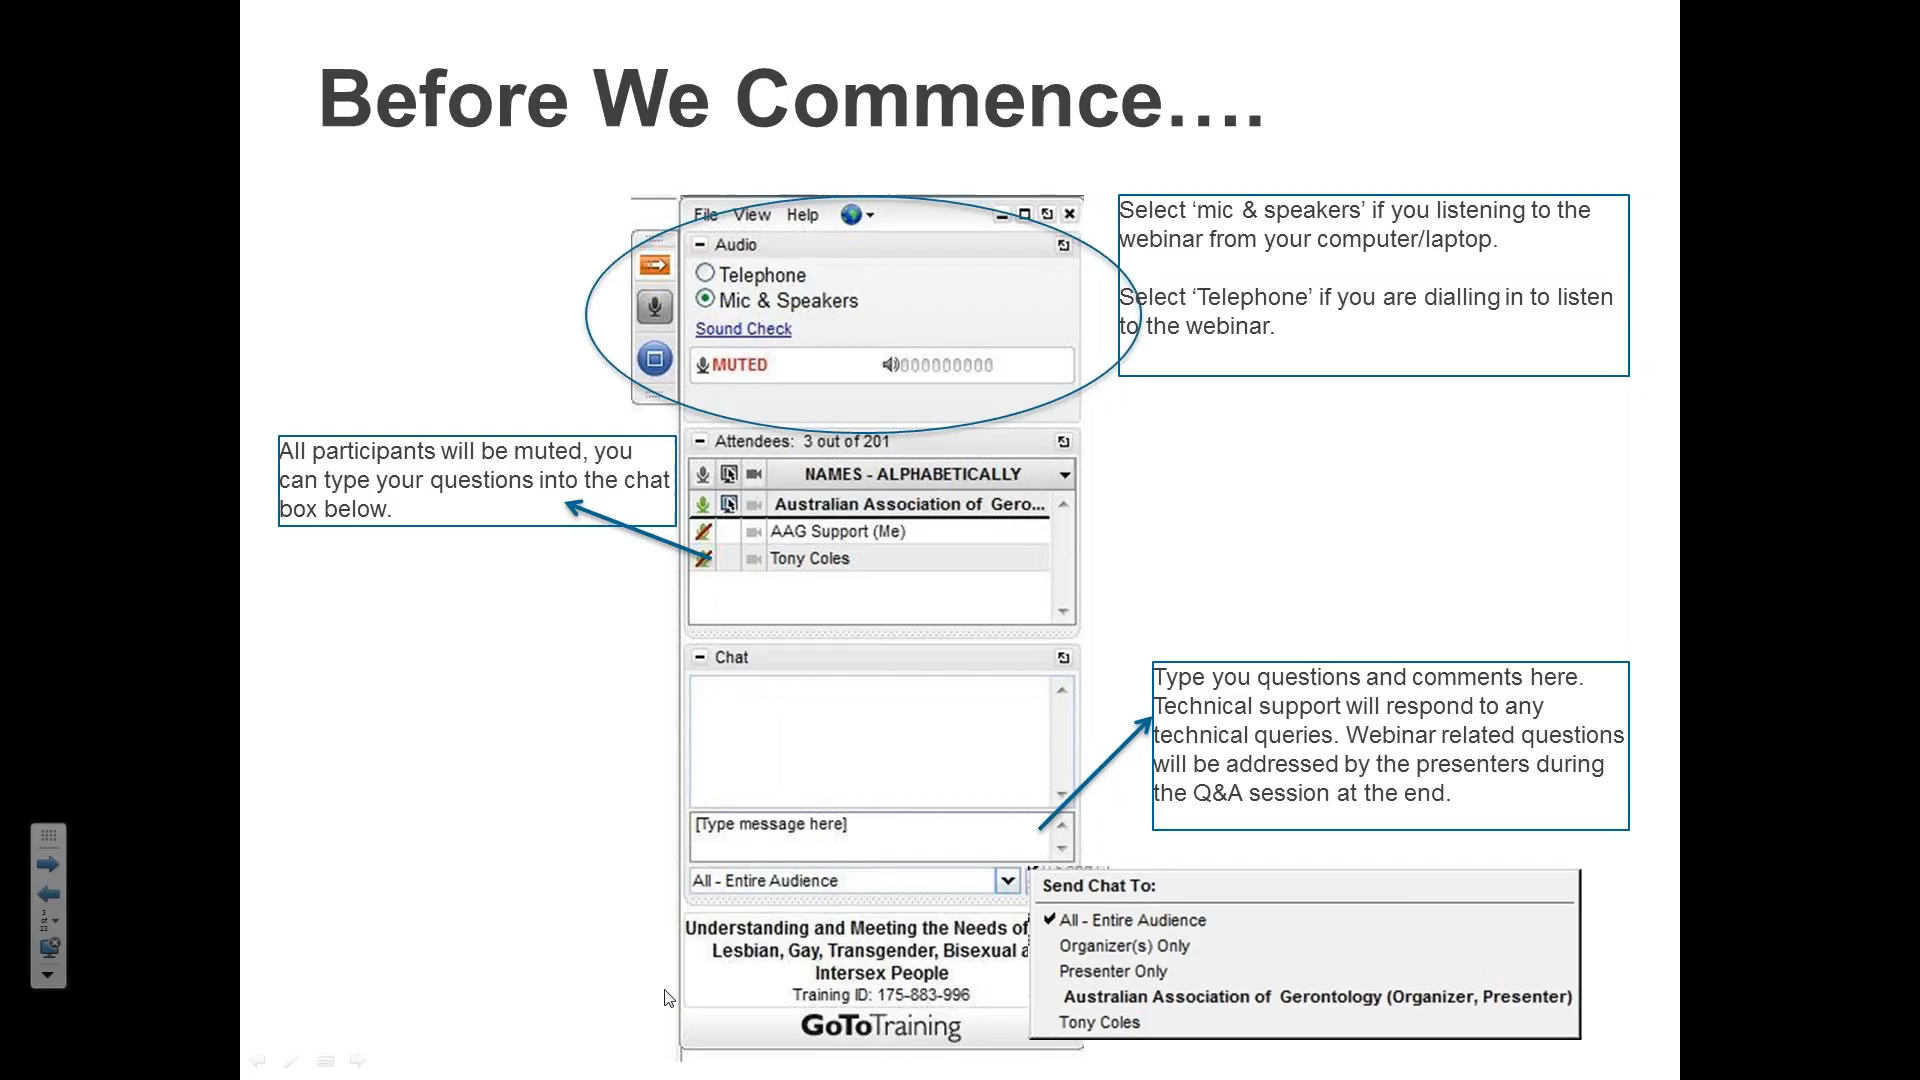 Before We Commence....
File View Help
Audio
Telephone
Mic & Speakers
Sound Check
MUTED
000000000
Select ‘mic & speakers’ if you listening to the
webinar from your computer/laptop.
Select ‘Telephone’ if you are dialling in to listen
to the webinar.
All participants will be muted, you
can type your questions into the chat
box below.
Attendees: 3 out of 201
NAMES - ALPHABETICALLY
Australian Association of Gero...
AAG Support (Me)
Tony Coles
Chat
Type you questions and comments here.
Technical support will respond to any
technical queries. Webinar related questions
will be addressed by the presenters during
the Q&A session at the end.
[Type message here]
All - Entire Audience
Send Chat To:
All - Entire Audience
Organizer(s) Only
Presenter Only
Australian Association of Gerontology (Organizer, Presenter)
Tony Coles
Understanding and Meeting the Needs of
Lesbian, Gay, Transgender, Bisexual a
Intersex People
Training ID: 175-883-996
GoToTraining
3
of
23